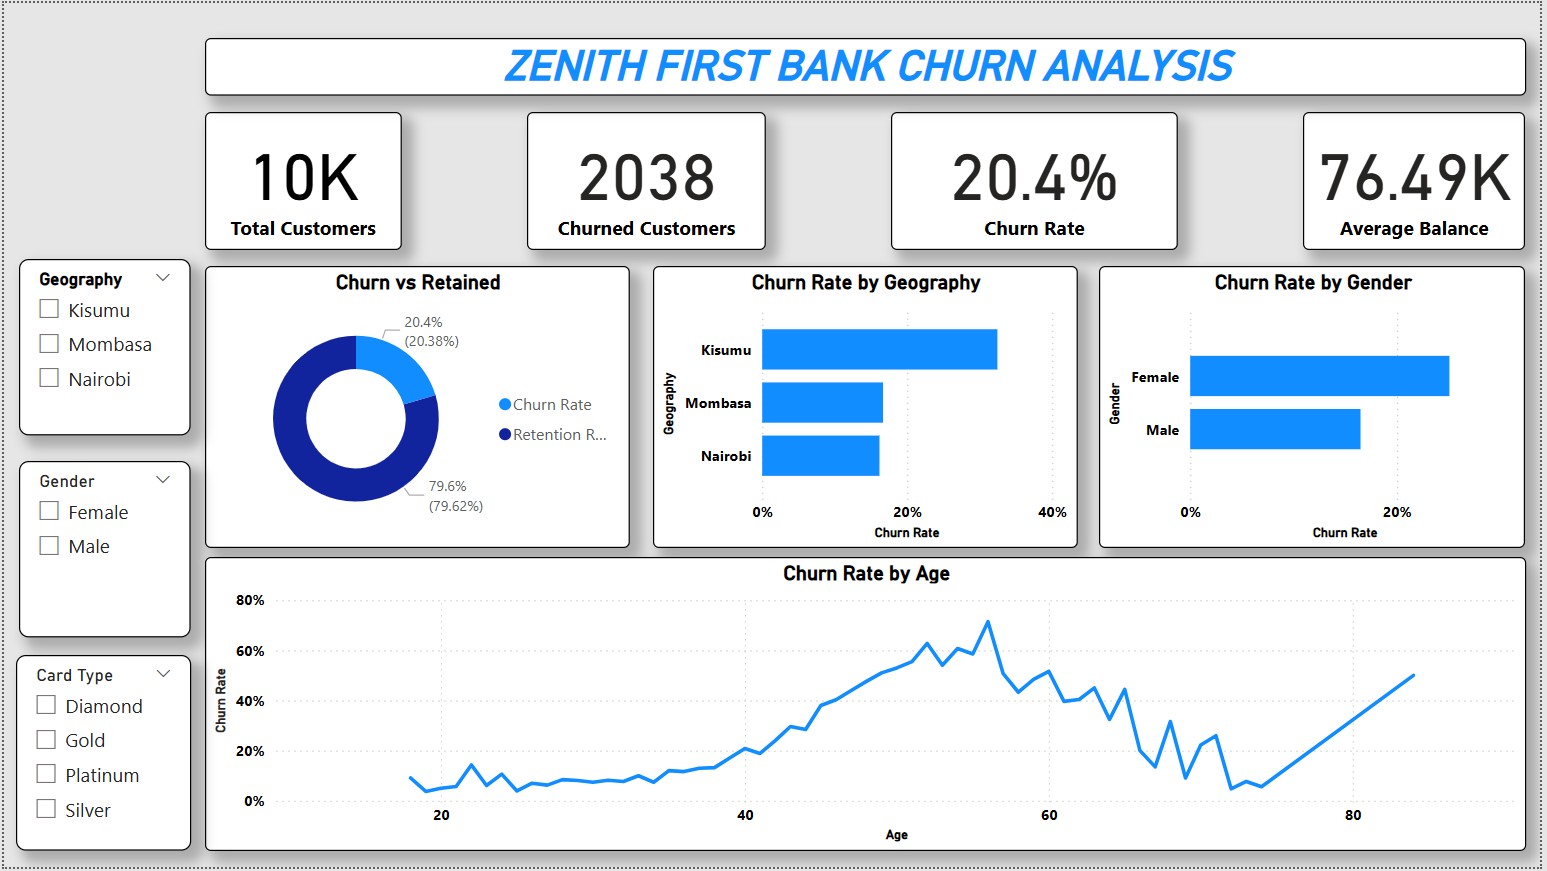 ZENITH FIRST BANK CHURN ANALYSIS
10K
Total Customers
2038
Churned Customers
20.4%
Churn Rate
76.49K
Average Balance
Geography
Kisumu
Mombasa
Nairobi
Gender
Female
Male
Card Type
Diamond
Gold
Platinum
Silver
Churn vs Retained
20.4%
(20.38%)
79.6%
(79.62%)
Churn Rate
Retention R...
Churn Rate by Geography
Geography
Kisumu
Mombasa
Nairobi
0% 20% 40%
Churn Rate
Churn Rate by Gender
Gender
Female
Male
0% 20%
Churn Rate
Churn Rate by Age
Churn Rate
80%
60%
40%
20%
0%
20 40 60 80
Age